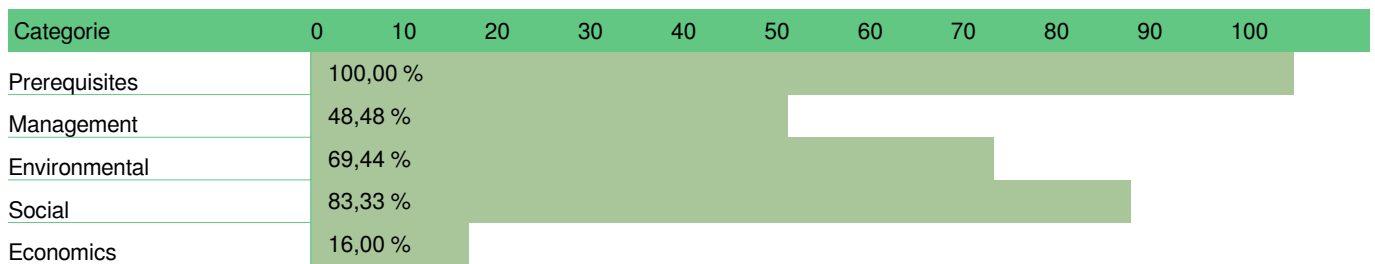 Categorie 0 10 20 30 40 50 60 70 80 90 100
Prerequisites 100,00 %
Management 48,48 %
Environmental 69,44 %
Social 83,33 %
Economics 16,00 %